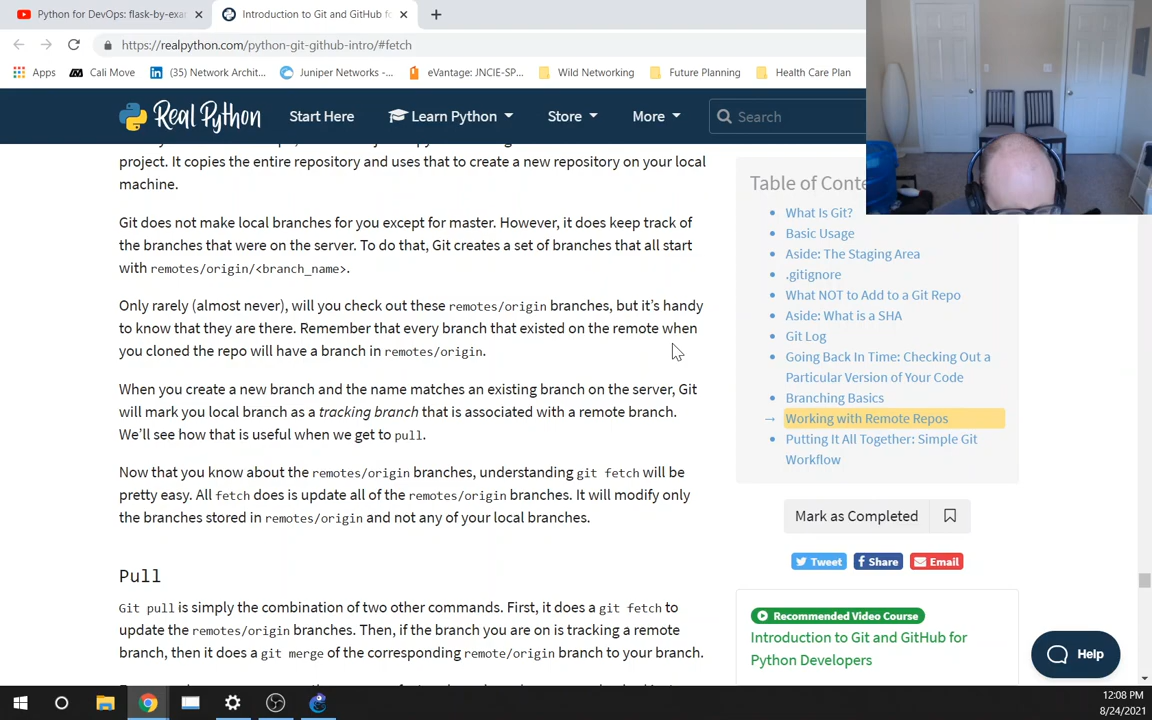 Python for DevOps: flask-by-exa
Introduction to Git and GitHub f
https://realpython.com/python-git-github-intro/#fetch
Apps
Cali Move
(35) Network Archit...
Juniper Networks -...
eVantage: JNCIE-SP...
Wild Networking
Future Planning
Health Care Plan
Real Python
Start Here
Learn Python
Store
More
Search
project. It copies the entire repository and uses that to create a new repository on your local
machine.
Git does not make local branches for you except for master. However, it does keep track of
the branches that were on the server. To do that, Git creates a set of branches that all start
with remotes/origin/<branch_name>.
Only rarely (almost never), will you check out these remotes/origin branches, but it's handy
to know that they are there. Remember that every branch that existed on the remote when
you cloned the repo will have a branch in remotes/origin.
When you create a new branch and the name matches an existing branch on the server, Git
will mark you local branch as a tracking branch that is associated with a remote branch.
We'll see how that is useful when we get to pull.
Now that you know about the remotes/origin branches, understanding git fetch will be
pretty easy. All fetch does is update all of the remotes/origin branches. It will modify only
the branches stored in remotes/origin and not any of your local branches.
Pull
Git pull is simply the combination of two other commands. First, it does a git fetch to
update the remotes/origin branches. Then, if the branch you are on is tracking a remote
branch, then it does a git merge of the corresponding remote/origin branch to your branch.
Table of Conte
What Is Git?
Basic Usage
Aside: The Staging Area
.gitignore
What NOT to Add to a Git Repo
Aside: What is a SHA
Git Log
Going Back In Time: Checking Out a
Particular Version of Your Code
Branching Basics
→ Working with Remote Repos
Putting It All Together: Simple Git
Workflow
Mark as Completed
Tweet
Share
Email
Recommended Video Course
Introduction to Git and GitHub for
Python Developers
Help
12:08 PM
8/24/2021